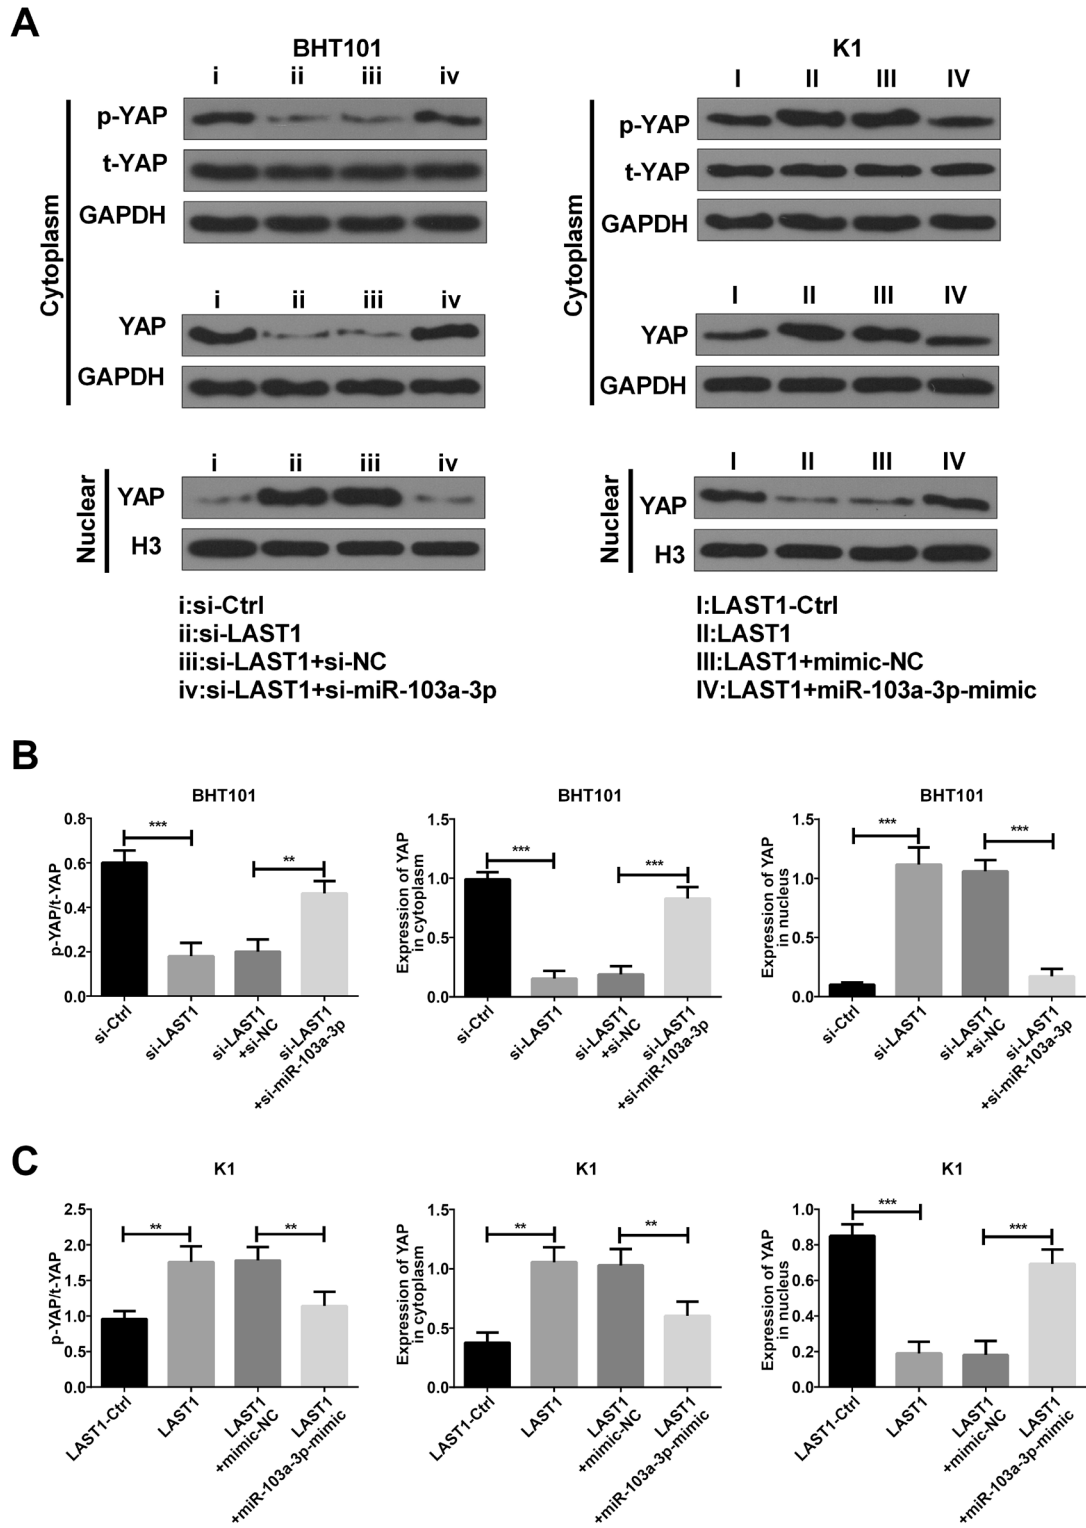 A
BHT101
i ii iii iv
Cytoplasm
p-YAP
t-YAP
GAPDH
i ii iii iv
YAP
GAPDH
Nuclear
i ii iii iv
YAP
H3
i:si-Ctrl
ii:si-LAST1
iii:si-LAST1+si-NC
iv:si-LAST1+si-miR-103a-3p
K1
I II III IV
Cytoplasm
p-YAP
t-YAP
GAPDH
I II III IV
YAP
GAPDH
Nuclear
I II III IV
YAP
H3
I:LAST1-Ctrl
II:LAST1
III:LAST1+mimic-NC
IV:LAST1+miR-103a-3p-mimic
B
BHT101
p-YAP/t-YAP
0.8
0.6
0.4
0.2
0.0
***
**
si-Ctrl
si-LAST1
si-LAST1
+si-NC
si-LAST1
+si-miR-103a-3p
BHT101
Expression of YAP
in cytoplasm
1.5
1.0
0.5
0.0
***
***
si-Ctrl
si-LAST1
si-LAST1
+si-NC
si-LAST1
+si-miR-103a-3p
BHT101
Expression of YAP
in nucleus
1.5
1.0
0.5
0.0
***
***
si-Ctrl
si-LAST1
si-LAST1
+si-NC
si-LAST1
+si-miR-103a-3p
C
K1
p-YAP/t-YAP
2.5
2.0
1.5
1.0
0.5
0.0
**
**
LAST1-Ctrl
LAST1
LAST1
+mimic-NC
LAST1
+miR-103a-3p-mimic
K1
Expression of YAP
in cytoplasm
1.5
1.0
0.5
0.0
**
**
LAST1-Ctrl
LAST1
LAST1
+mimic-NC
LAST1
+miR-103a-3p-mimic
K1
Expression of YAP
in nucleus
1.0
0.8
0.6
0.4
0.2
0.0
***
***
LAST1-Ctrl
LAST1
LAST1
+mimic-NC
LAST1
+miR-103a-3p-mimic